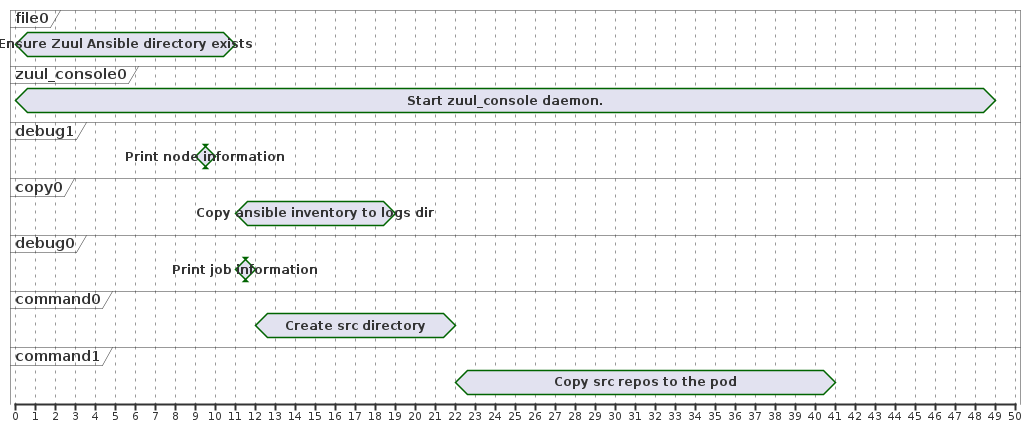 file0
Ensure Zuul Ansible directory exists
zuul_console0
Start zuul_console daemon.
debug1
Print node information
copy0
Copy ansible inventory to logs dir
debug0
Print job information
command0
Create src directory
command1
Copy src repos to the pod
0 1 2 3 4 5 6 7 8 9 10 11 12 13 14 15 16 17 18 19 20 21 22 23 24 25 26 27 28 29 30 31 32 33 34 35 36 37 38 39 40 41 42 43 44 45 46 47 48 49 50